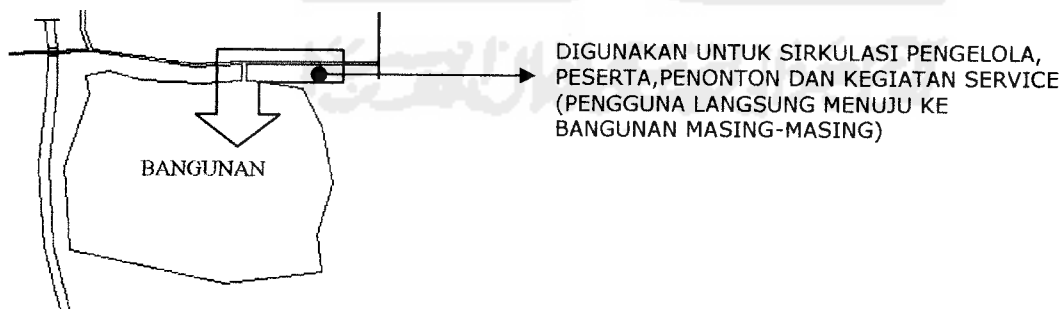 DIGUNAKAN UNTUK SIRKULASI PENGELOLA,
PESERTA,PENONTON DAN KEGIATAN SERVICE
(PENGGUNA LANGSUNG MENUJU KE
BANGUNAN MASING-MASING)
BANGUNAN